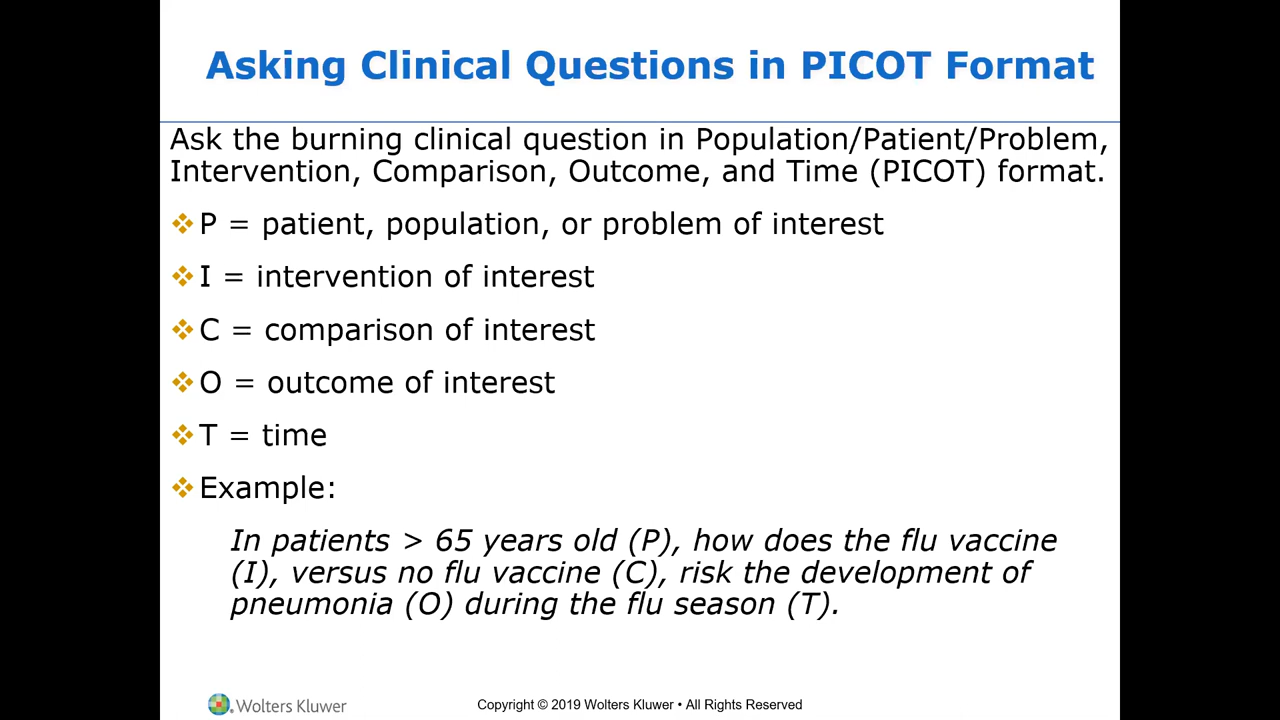 Asking Clinical Questions in PICOT Format
Ask the burning clinical question in Population/Patient/Problem,
Intervention, Comparison, Outcome, and Time (PICOT) format.
P = patient, population, or problem of interest
I = intervention of interest
C = comparison of interest
O = outcome of interest
T = time
Example:
In patients > 65 years old (P), how does the flu vaccine
(I), versus no flu vaccine (C), risk the development of
pneumonia (O) during the flu season (T).
Wolters Kluwer
Copyright © 2019 Wolters Kluwer • All Rights Reserved